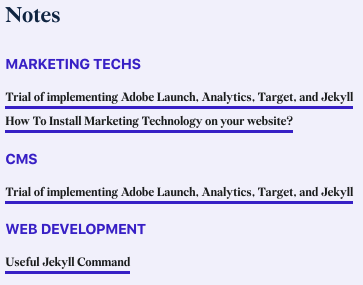 Notes
MARKETING TECHS
Trial of implementing Adobe Launch, Analytics, Target, and Jekyll
How To Install Marketing Technology on your website?
CMS
Trial of implementing Adobe Launch, Analytics, Target, and Jekyll
WEB DEVELOPMENT
Useful Jekyll Command